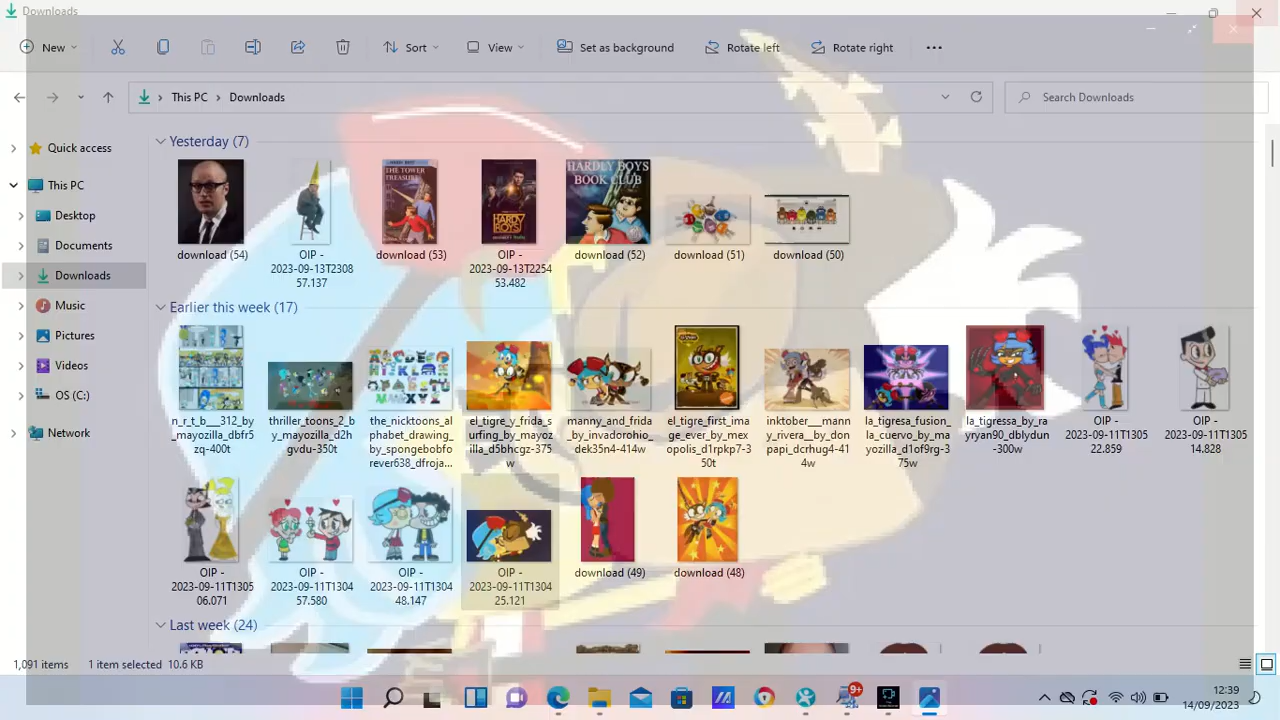 Downloads
New
Sort
View
Set as background
Rotate left
Rotate right
This PC
Downloads
Search Downloads
Quick access
This PC
Desktop
Documents
Downloads
Music
Pictures
Videos
OS (C:)
Network
Yesterday (7)
THE TOWER
TREASURE
HARDY
BOYS
HARDLY BOYS
BOOK CLUB
download (54)
OIP -
2023-09-13T2308
57.137
download (53)
OIP -
2023-09-13T2254
53.482
download (52)
download (51)
download (50)
Earlier this week (17)
n_r_t_b___312_by
_mayozilla_dbfr5
zq-400t
thriller_toons_2_b
y_mayozilla_d2h
gvdu-350t
the_nicktoons_al
phabet_drawing_
by_spongebobfo
rever638_dfroja...
el_tigre_y_frida_s
urfing_by_mayoz
illa_d5bhcgz-375
w
manny_and_frida
_by_invadorohio_
dek35n4-414w
el_tigre_first_ima
ge_ever_by_mex
opolis_d1rpkp7-3
50t
inktober___mann
y_rivera__by_don
papi_dcrhug4-41
4w
la_tigresa_fusion_
la_cuervo_by_ma
yozilla_d1of9rg-3
75w
la_tigressa_by_ra
yryan90_dblydun
-300w
OIP -
2023-09-11T1305
22.859
OIP -
2023-09-11T1305
14.828
OIP -
2023-09-11T1305
06.071
OIP -
2023-09-11T1304
57.580
OIP -
2023-09-11T1304
48.147
OIP -
2023-09-11T1304
25.121
download (49)
download (48)
Last week (24)
1,091 items
1 item selected 10.6 KB
9+
12:39
14/09/2023